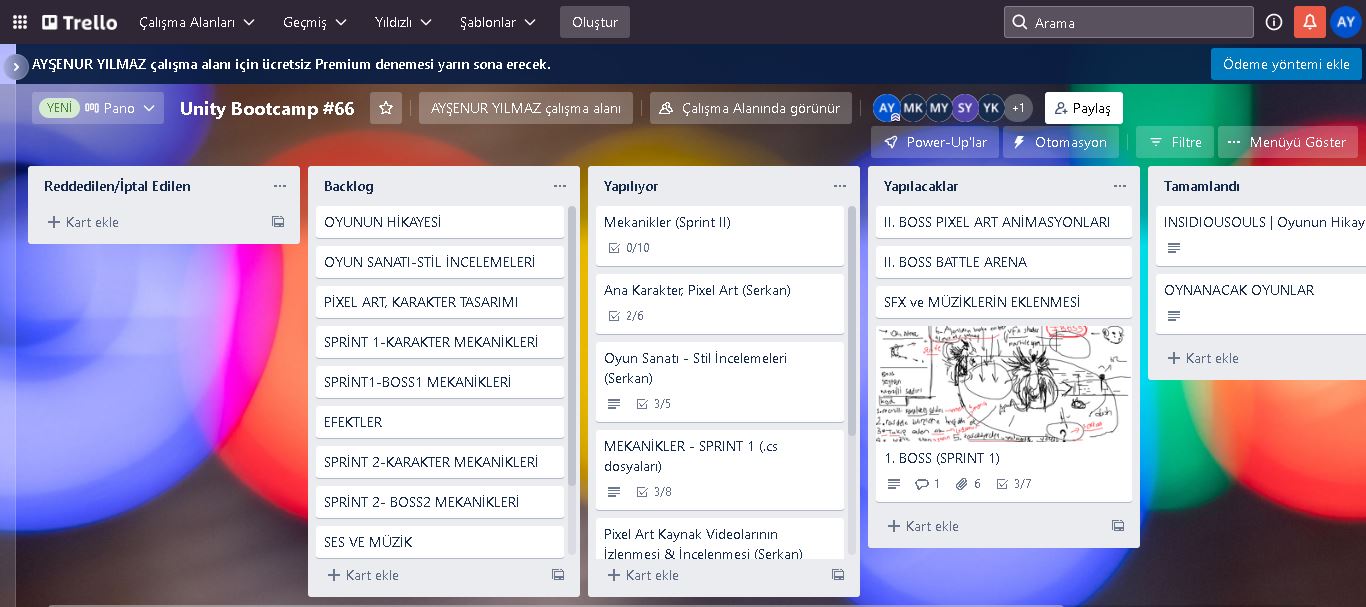 Trello
Çalışma Alanları
Geçmiş
Yıldızlı
Şablonlar
Oluştur
Arama
AY
AYŞENUR YILMAZ çalışma alanı için ücretsiz Premium denemesi yarın sona erecek.
Ödeme yöntemi ekle
YENİ
Pano
Unity Bootcamp #66
AYŞENUR YILMAZ çalışma alanı
Çalışma Alanında görünür
AY
MK
MY
SY
YK
+1
Paylaş
Power-Up'lar
Otomasyon
Filtre
Menüyü Göster
Reddedilen/İptal Edilen
+ Kart ekle
Backlog
OYUNUN HİKAYESİ
OYUN SANATI-STİL İNCELEMELERİ
PİXEL ART, KARAKTER TASARIMI
SPRİNT 1-KARAKTER MEKANİKLERİ
SPRİNT1-BOSS1 MEKANİKLERİ
EFEKTLER
SPRİNT 2-KARAKTER MEKANİKLERİ
SPRİNT 2- BOSS2 MEKANİKLERİ
SES VE MÜZİK
+ Kart ekle
Yapılıyor
Mekanikler (Sprint II)
0/10
Ana Karakter, Pixel Art (Serkan)
2/6
Oyun Sanatı - Stil İncelemeleri
(Serkan)
3/5
MEKANİKLER - SPRINT 1 (.cs
dosyaları)
3/8
Pixel Art Kaynak Videolarının
İzlenmesi & İncelenmesi (Serkan)
+ Kart ekle
Yapılacaklar
II. BOSS PIXEL ART ANİMASYONLARI
II. BOSS BATTLE ARENA
SFX ve MÜZİKLERİN EKLENMESİ
1. BOSS (SPRINT 1)
1
6
3/7
+ Kart ekle
Tamamlandı
INSIDIOUSOULS | Oyunun Hikay
OYNANACAK OYUNLAR
+ Kart ekle